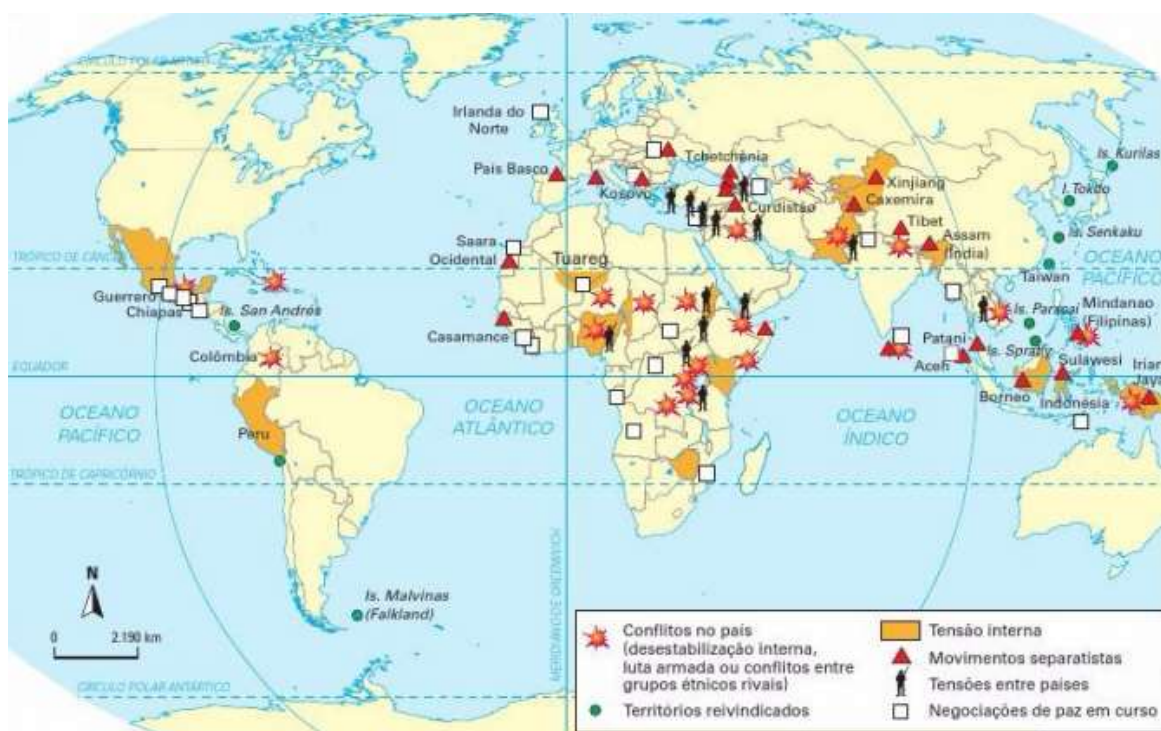 CÍRCULO POLAR ÁRTICO
Irlanda do
Norte
País Basco
Kosovo
Tchetchênia
Curdistão
Xinjiang
Caxemira
Tibet
Assam
(Índia)
Is. Kurilas
I. Tokdo
Is. Senkaku
Taiwan
OCEANO
PACÍFICO
TRÓPICO DE CÂNCER
Saara
Ocidental
Tuareg
Guerrero
Chiapas
Is. San Andrés
Casamance
Colômbia
Is. Paracal
Mindanao
(Filipinas)
Patani
Is. Spratly
Aceh
Sulawesi
Irian
Jaya
Borneo
Indonésia
EQUADOR
OCEANO
PACÍFICO
OCEANO
ATLÂNTICO
OCEANO
ÍNDICO
Peru
TRÓPICO DE CAPRICÓRNIO
MERIDIANO DE GREENWICH
N
0 2.190 km
Is. Malvinas
(Falkland)
CÍRCULO POLAR ANTÁRTICO
Conflitos no país
(desestabilização interna,
luta armada ou conflitos entre
grupos étnicos rivais)
Territórios reivindicados
Tensão interna
Movimentos separatistas
Tensões entre países
Negociações de paz em curso